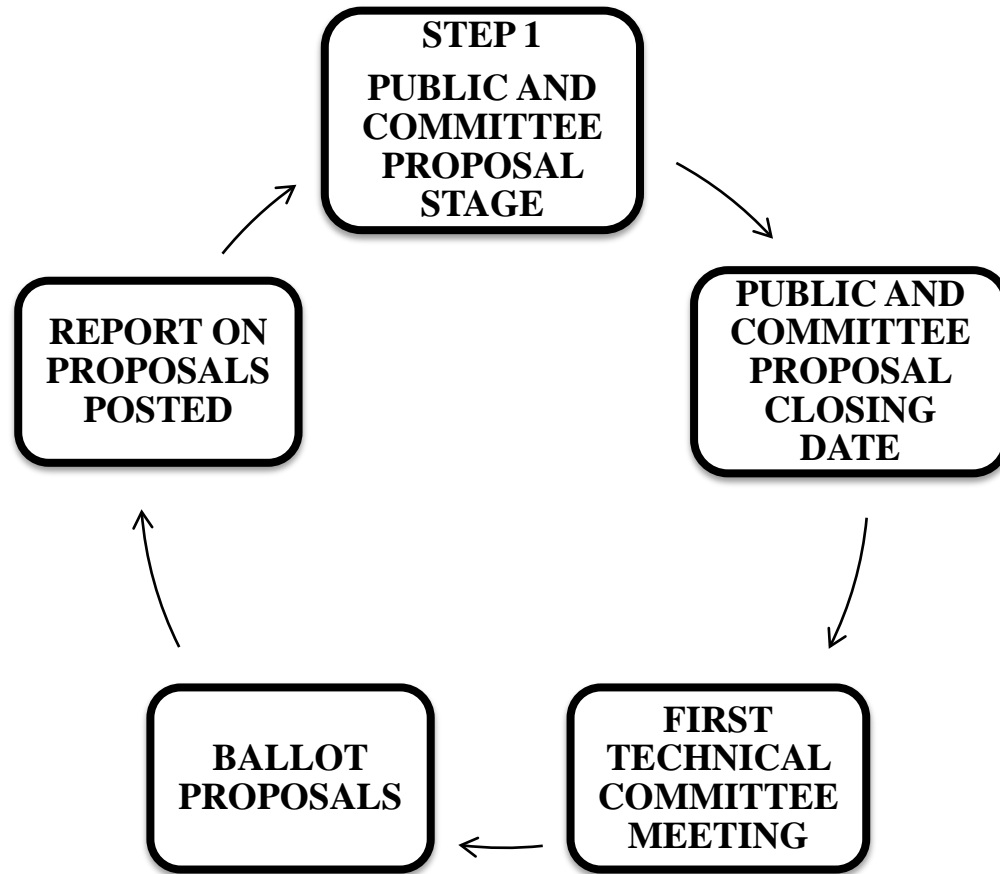 STEP 1
PUBLIC AND
COMMITTEE
PROPOSAL
STAGE
PUBLIC AND
COMMITTEE
PROPOSAL
CLOSING
DATE
FIRST
TECHNICAL
COMMITTEE
MEETING
BALLOT
PROPOSALS
REPORT ON
PROPOSALS
POSTED